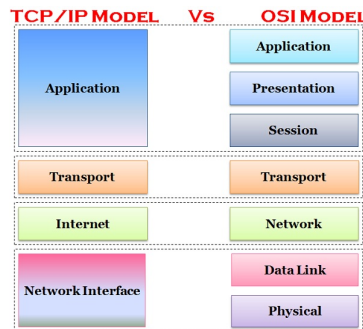 TCP/IP Model Vs OSI Model
Application
Application
Presentation
Session
Transport
Transport
Internet
Network
Network Interface
Data Link
Physical